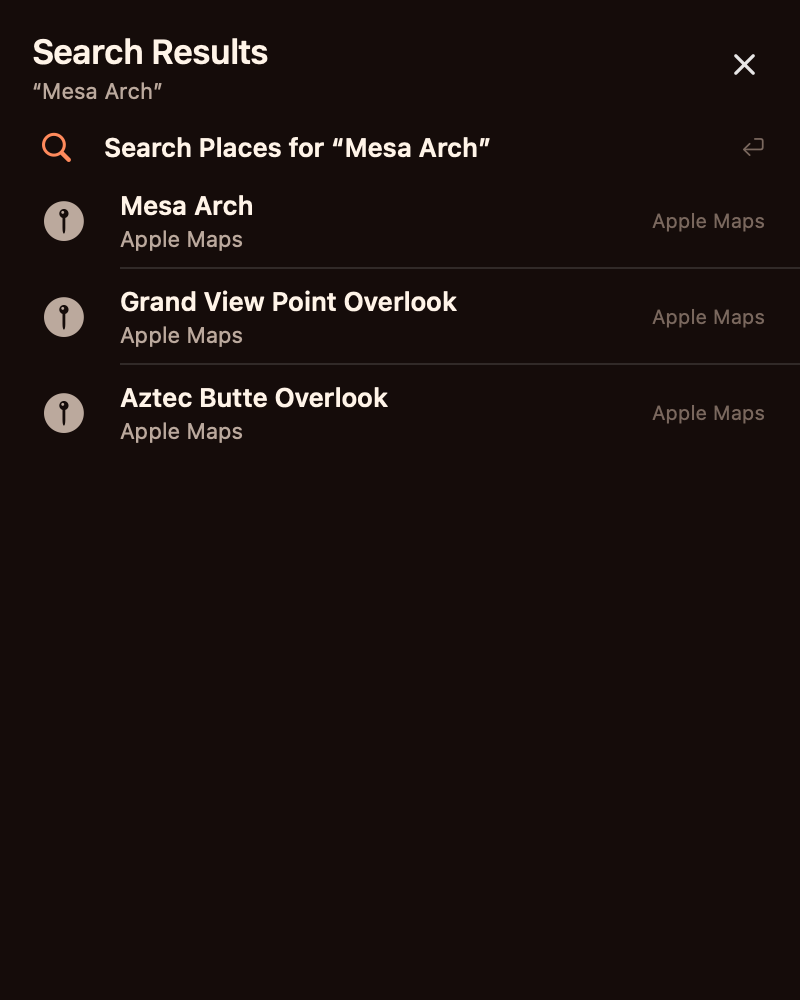 Search Results
“Mesa Arch”
Search Places for “Mesa Arch”
Mesa Arch
Apple Maps
Apple Maps
Grand View Point Overlook
Apple Maps
Apple Maps
Aztec Butte Overlook
Apple Maps
Apple Maps